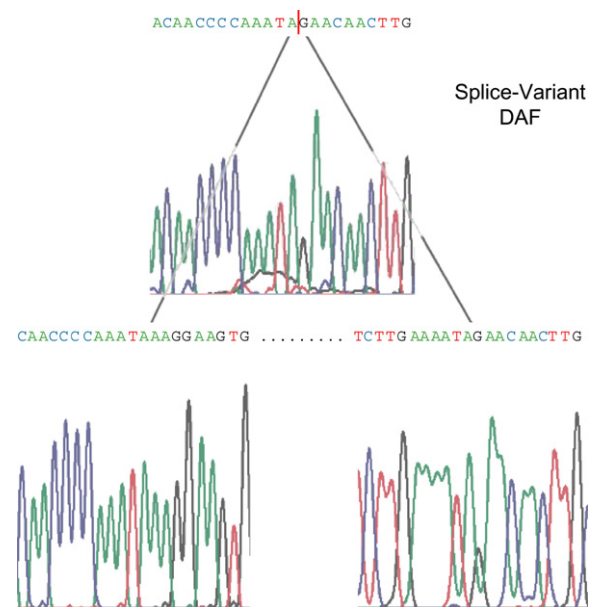 ACAACCCCAAATAGAACAACTTG
Splice-Variant
DAF
CAACCCCAAATAAAGGAAGTG ......... TCTTGAAAATAGAACAACTTG